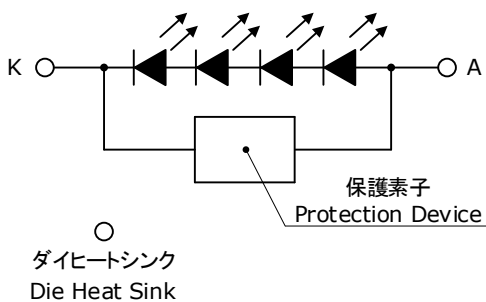 K
A
保護素子
Protection Device
ダイヒートシンク
Die Heat Sink